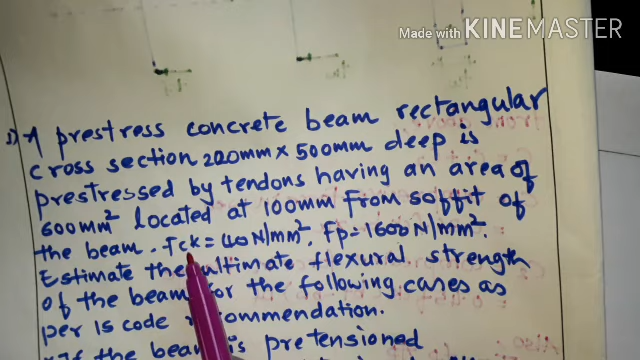 Made with KINEMASTER
A prestress concrete beam rectangular
cross section 200mm × 500mm deep is
prestressed by tendons having an area of
600mm² located at 100mm from soffit of
the beam. fck = 40N/mm², Fp = 1600 N/mm².
Estimate the ultimate flexural strength
of the beam for the following cases as
per IS code recommendation.
If the beam is pretensioned